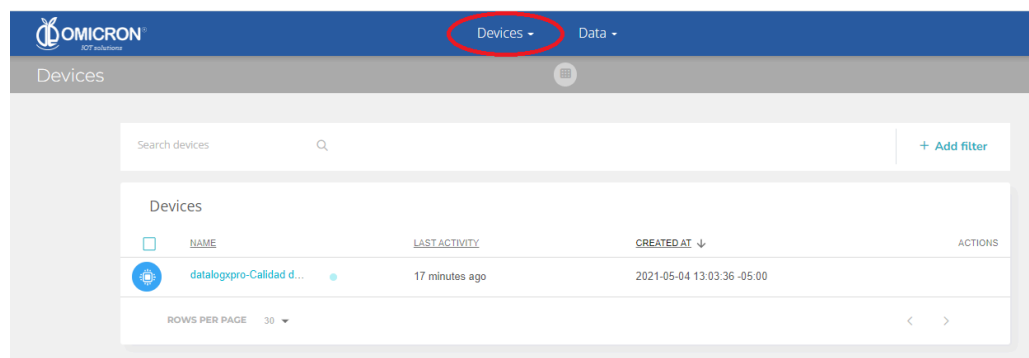 OMICRON®
IOT solutions
Devices Data
Devices
Search devices + Add filter
Devices
NAME LAST ACTIVITY CREATED AT ↓ ACTIONS
datalogxpro-Calidad d... 17 minutes ago 2021-05-04 13:03:36 -05:00
ROWS PER PAGE 30 < >